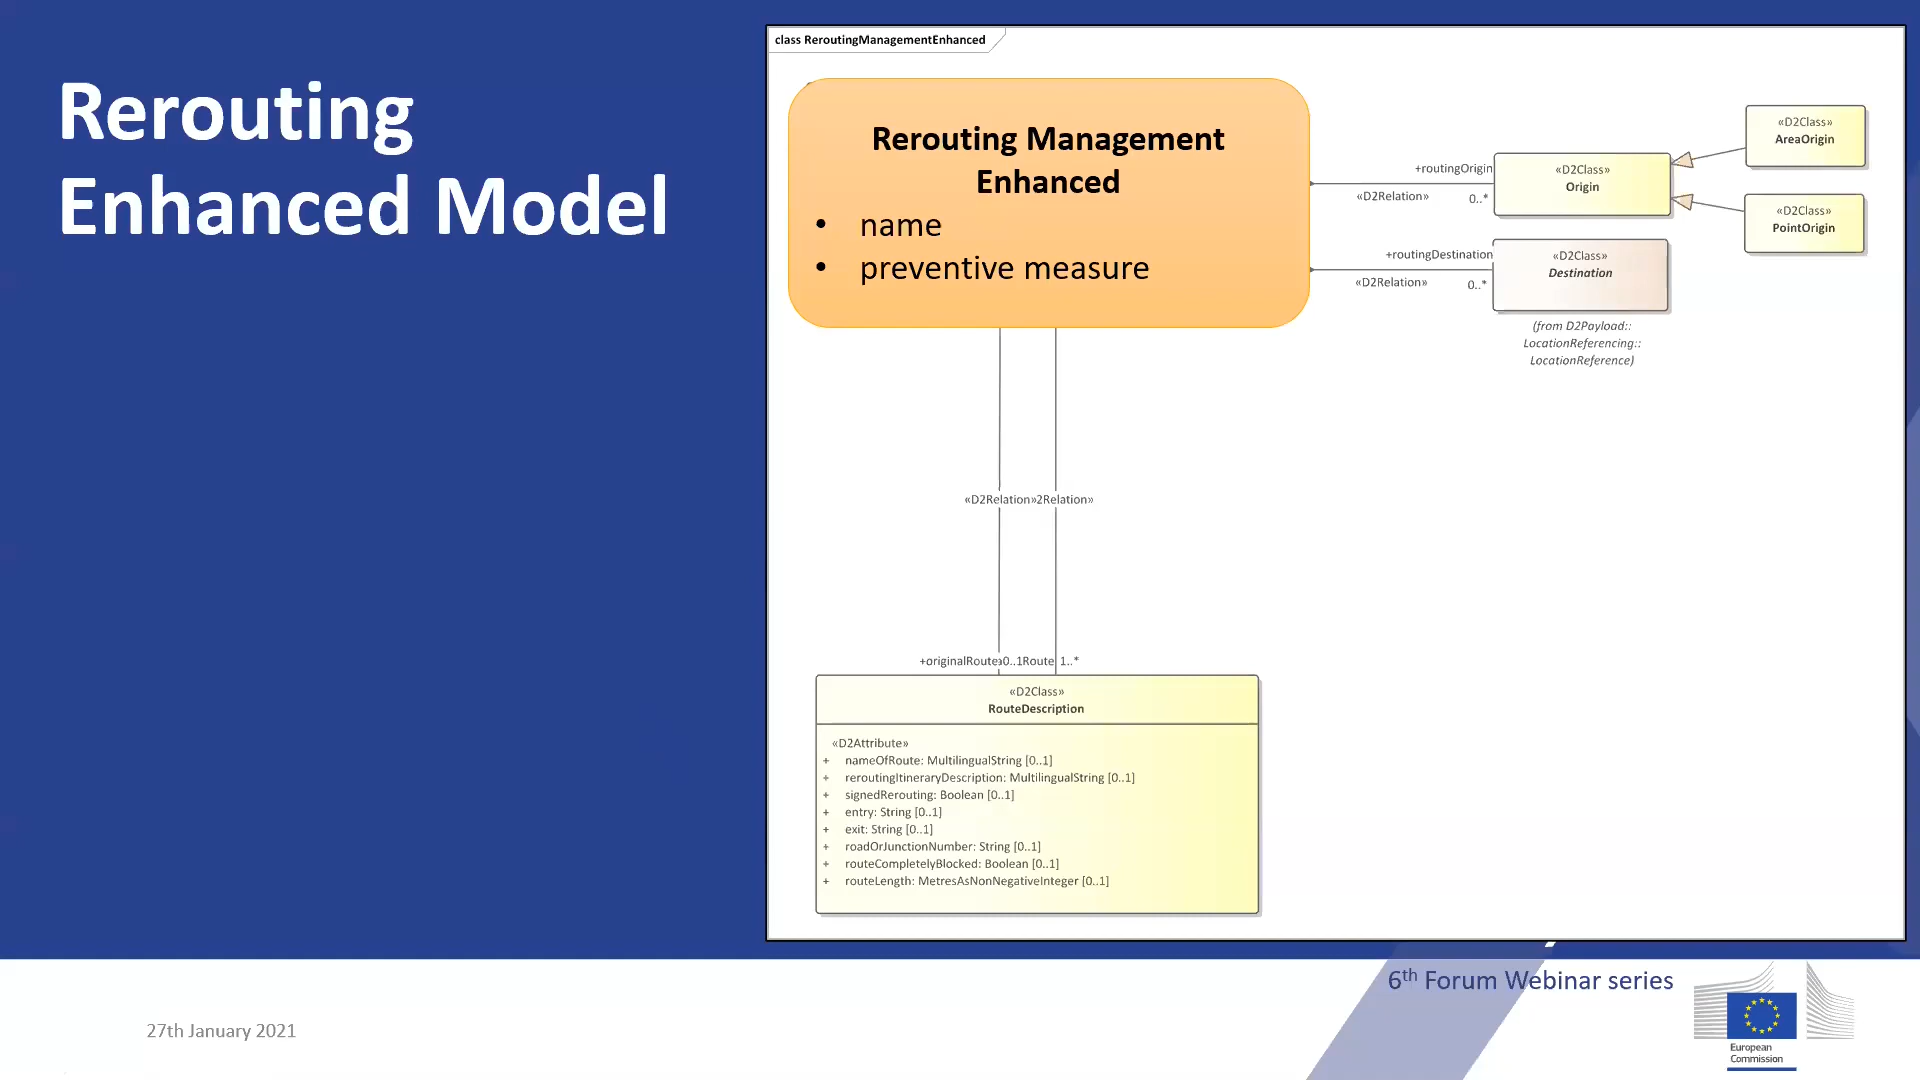 Rerouting
Enhanced Model
class ReroutingManagementEnhanced
Rerouting Management
Enhanced
• name
• preventive measure
+routingOrigin
«D2Relation»
0..*
«D2Class»
Origin
«D2Class»
AreaOrigin
«D2Class»
PointOrigin
+routingDestination
«D2Relation»
0..*
«D2Class»
Destination
(from D2Payload::
LocationReferencing::
LocationReference)
«D2Relation»2Relation»
+originalRoute 0..1Route 1..*
«D2Class»
RouteDescription
«D2Attribute»
+ nameOfRoute: MultilingualString [0..1]
+ reroutingItineraryDescription: MultilingualString [0..1]
+ signedRerouting: Boolean [0..1]
+ entry: String [0..1]
+ exit: String [0..1]
+ roadOrJunctionNumber: String [0..1]
+ routeCompletelyBlocked: Boolean [0..1]
+ routeLength: MetresAsNonNegativeInteger [0..1]
6th Forum Webinar series
27th January 2021
European
Commission